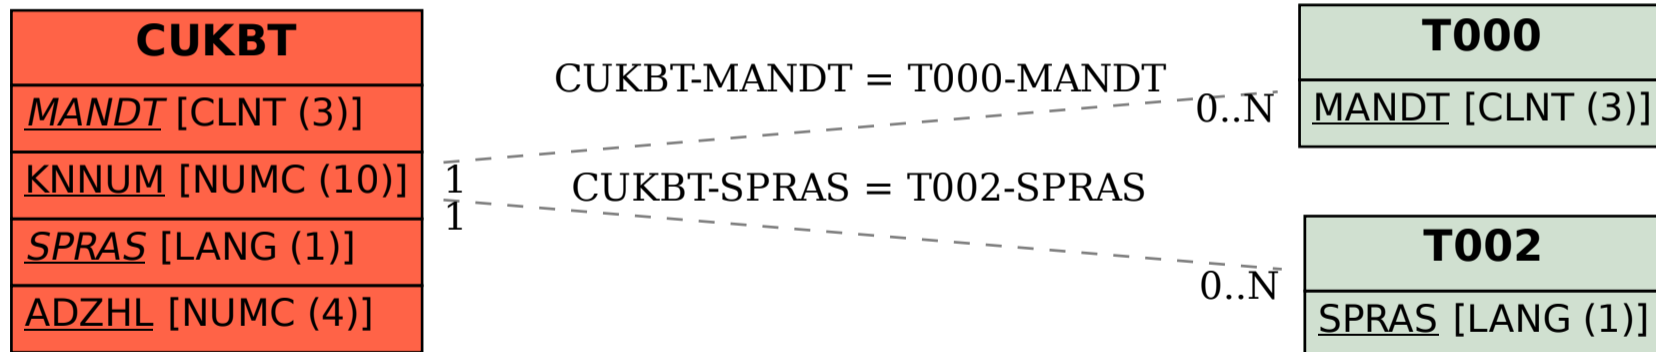 CUKBT
MANDT [CLNT (3)]
KNNUM [NUMC (10)]
SPRAS [LANG (1)]
ADZHL [NUMC (4)]
CUKBT-MANDT = T000-MANDT
0..N
1
CUKBT-SPRAS = T002-SPRAS
1
0..N
T000
MANDT [CLNT (3)]
T002
SPRAS [LANG (1)]